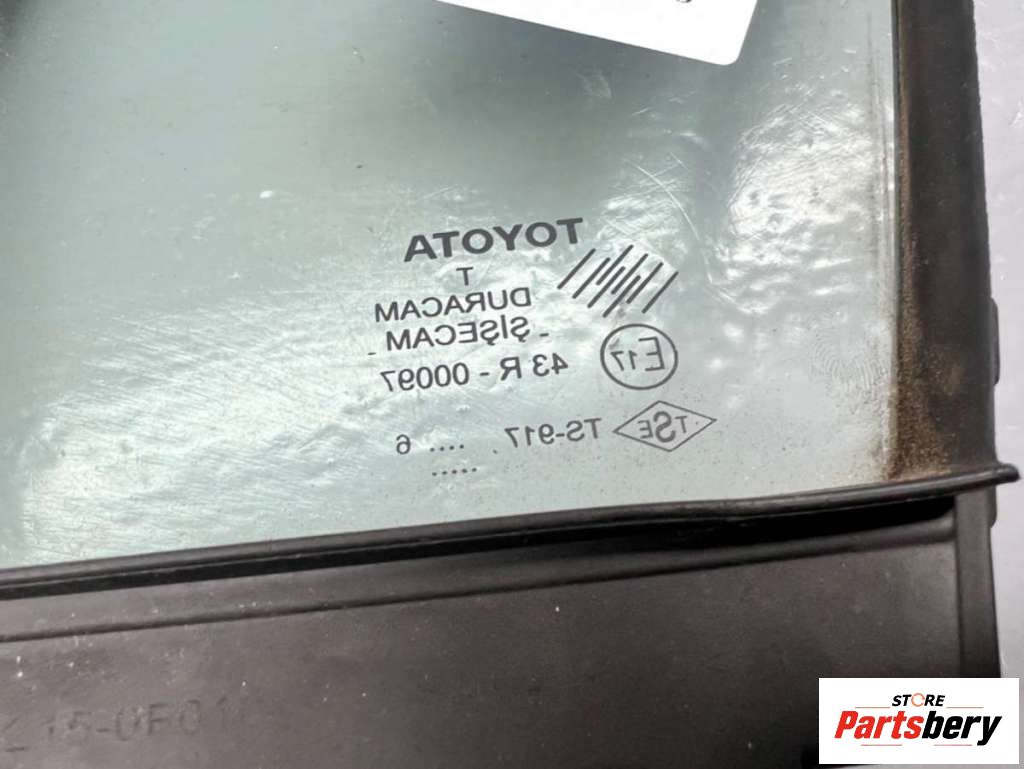 TOYOTA
T
DURACAM
- ŞİŞECAM -
E17 43 R - 00097
TSE TS-917, .... 6
.....
STORE
Partsbery